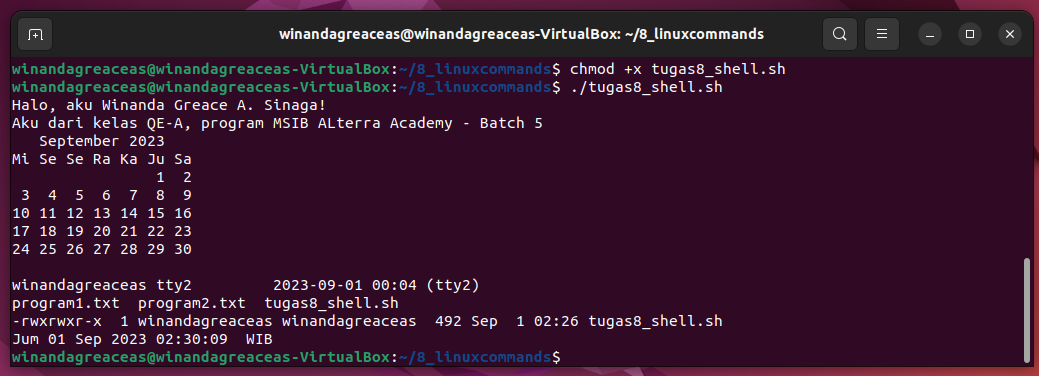 winandagreaceas@winandagreaceas-VirtualBox: ~/8_linuxcommands
winandagreaceas@winandagreaceas-VirtualBox:~/8_linuxcommands$ chmod +x tugas8_shell.sh
winandagreaceas@winandagreaceas-VirtualBox:~/8_linuxcommands$ ./tugas8_shell.sh
Halo, aku Winanda Greace A. Sinaga!
Aku dari kelas QE-A, program MSIB ALterra Academy - Batch 5
   September 2023
Mi Se Se Ra Ka Ju Sa
                1  2
 3  4  5  6  7  8  9
10 11 12 13 14 15 16
17 18 19 20 21 22 23
24 25 26 27 28 29 30
winandagreaceas tty2         2023-09-01 00:04 (tty2)
program1.txt  program2.txt  tugas8_shell.sh
-rwxrwxr-x  1 winandagreaceas winandagreaceas  492 Sep  1 02:26 tugas8_shell.sh
Jum 01 Sep 2023 02:30:09  WIB
winandagreaceas@winandagreaceas-VirtualBox:~/8_linuxcommands$